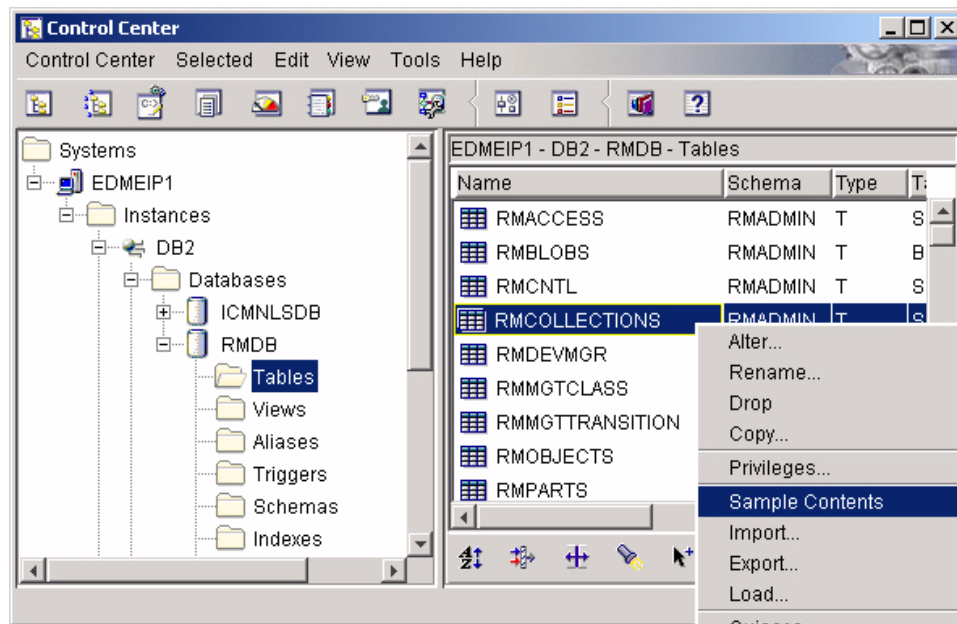 Control Center
Control Center Selected Edit View Tools Help
Systems
EDMEIP1
Instances
DB2
Databases
ICMNLSDB
RMDB
Tables
Views
Aliases
Triggers
Schemas
Indexes
EDMEIP1 - DB2 - RMDB - Tables
Name Schema Type
RMACCESS RMADMIN T S
RMBLOBS RMADMIN T B
RMCNTL RMADMIN T S
RMCOLLECTIONS RMADMIN T S
RMDEVMGR
RMMGTCLASS
RMMGTTRANSITION
RMOBJECTS
RMPARTS
Alter...
Rename...
Drop
Copy...
Privileges...
Sample Contents
Import...
Export...
Load...